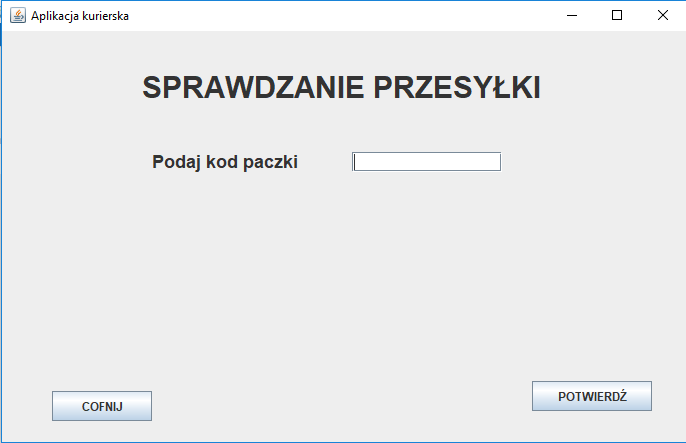 Aplikacja kurierska
SPRAWDZANIE PRZESYŁKI
Podaj kod paczki
COFNIJ
POTWIERDŹ